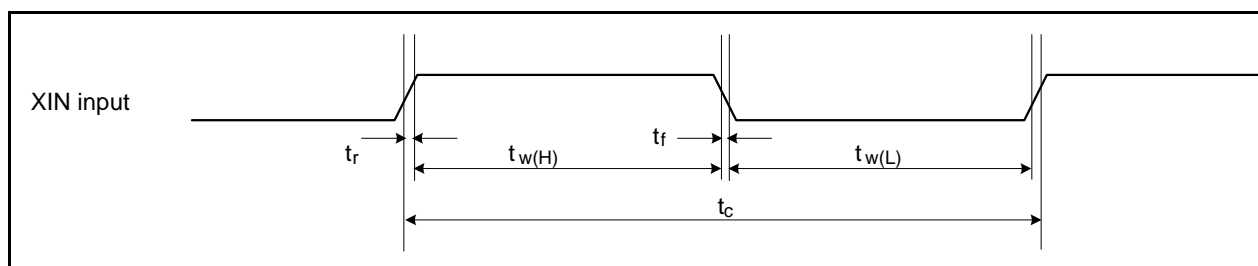 XIN input
tr
tw(H)
tf
tw(L)
tc